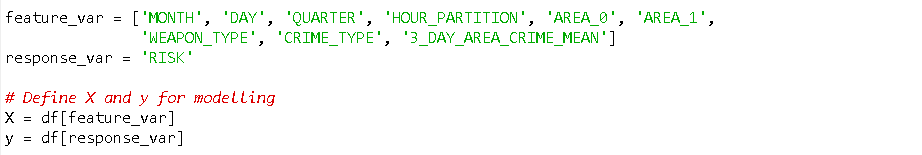 feature_var = ['MONTH', 'DAY', 'QUARTER', 'HOUR_PARTITION', 'AREA_0', 'AREA_1',
'WEAPON_TYPE', 'CRIME_TYPE', '3_DAY_AREA_CRIME_MEAN']
response_var = 'RISK'
# Define X and y for modelling
X = df[feature_var]
y = df[response_var]